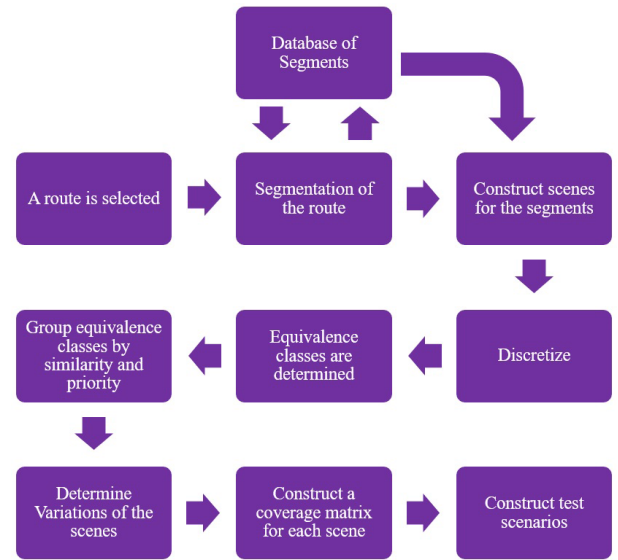 Database of
Segments
A route is selected
Segmentation of
the route
Construct scenes
for the segments
Group equivalence
classes by
similarity and
priority
Equivalence
classes are
determined
Discretize
Determine
Variations of the
scenes
Construct a
coverage matrix
for each scene
Construct test
scenarios